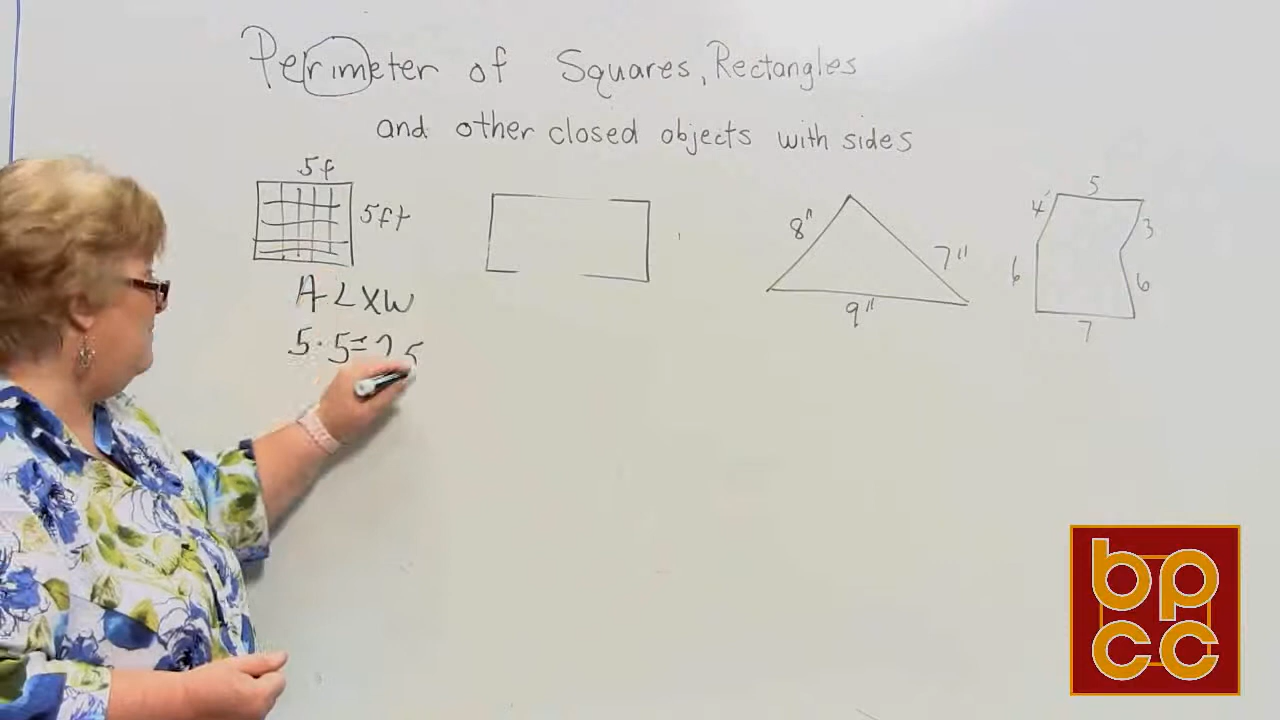 Perimeter of Squares, Rectangles
and other closed objects with sides
5f
5ft
A L X W
5 · 5 = 25
8"
7"
9"
5
4'
3
6
6
7
bp
cc